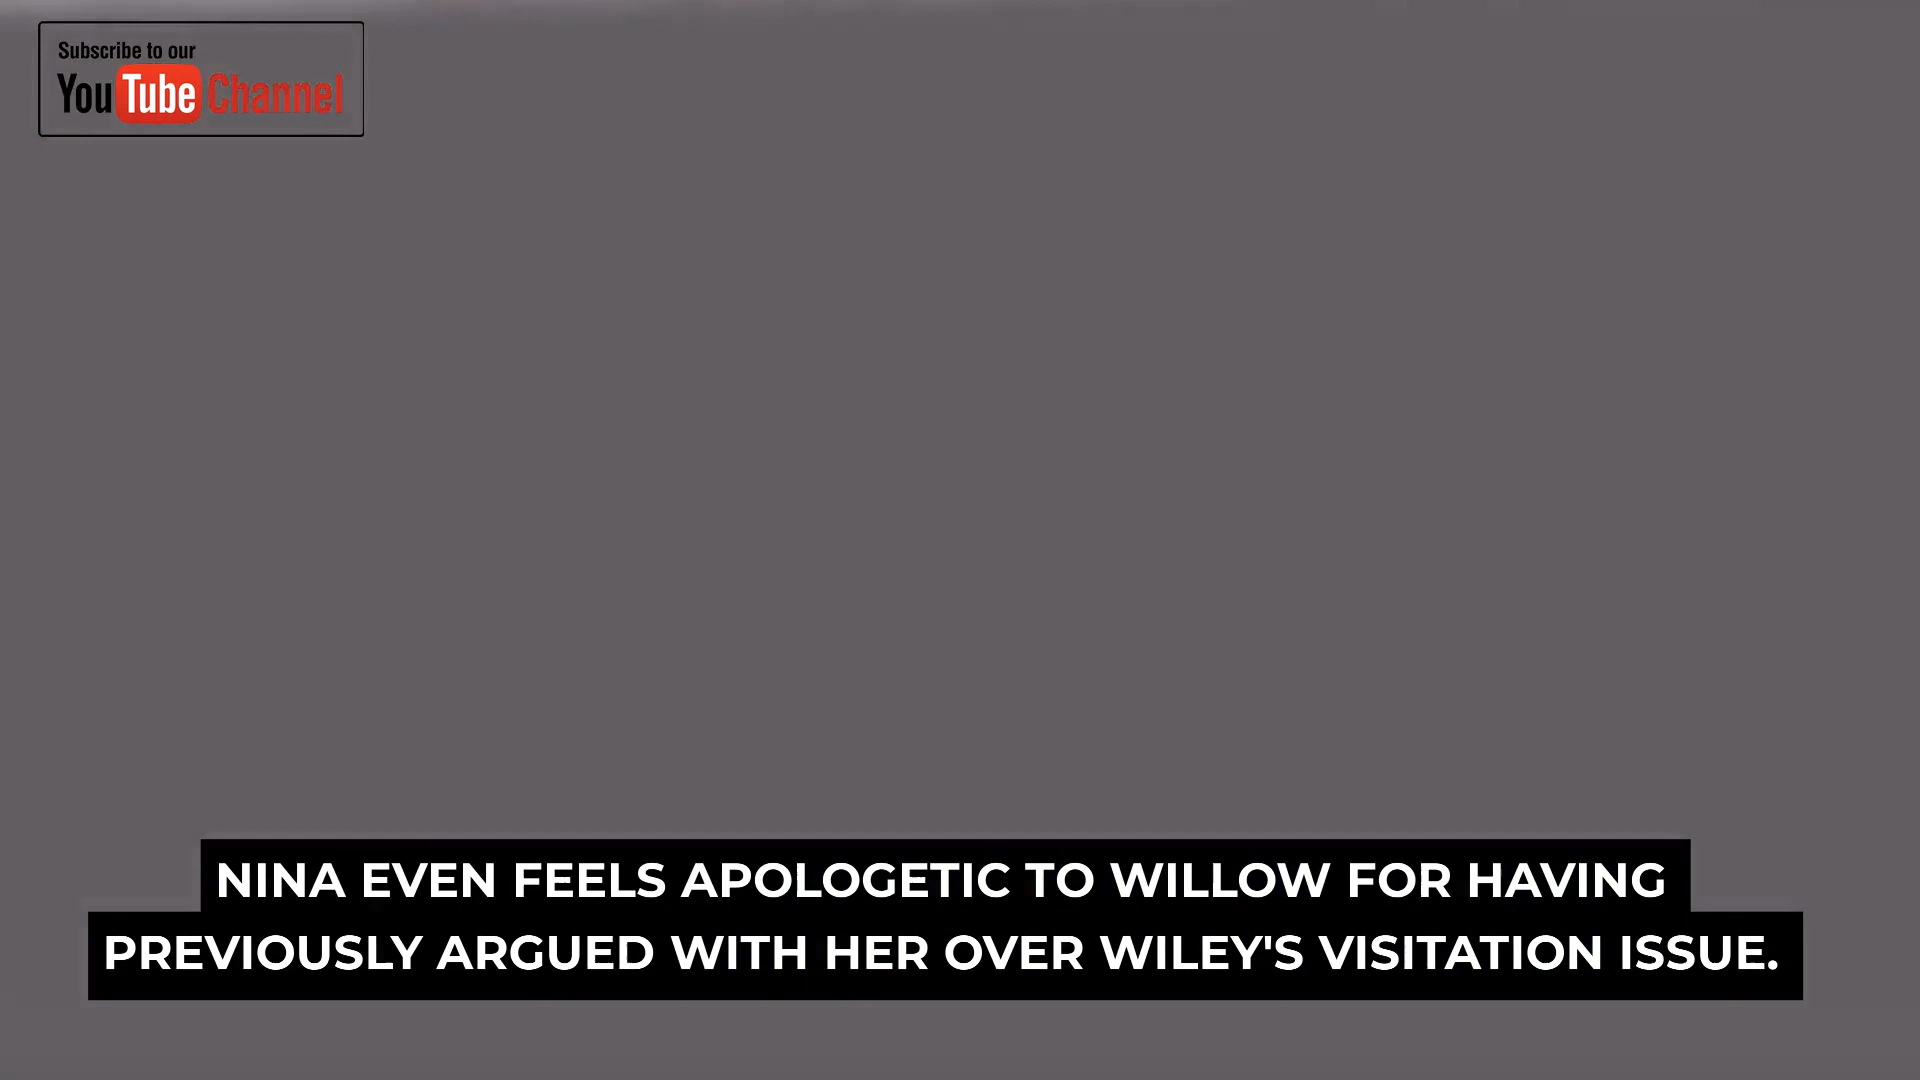 Subscribe to our
YouTube Channel
NINA EVEN FEELS APOLOGETIC TO WILLOW FOR HAVING
PREVIOUSLY ARGUED WITH HER OVER WILEY'S VISITATION ISSUE.